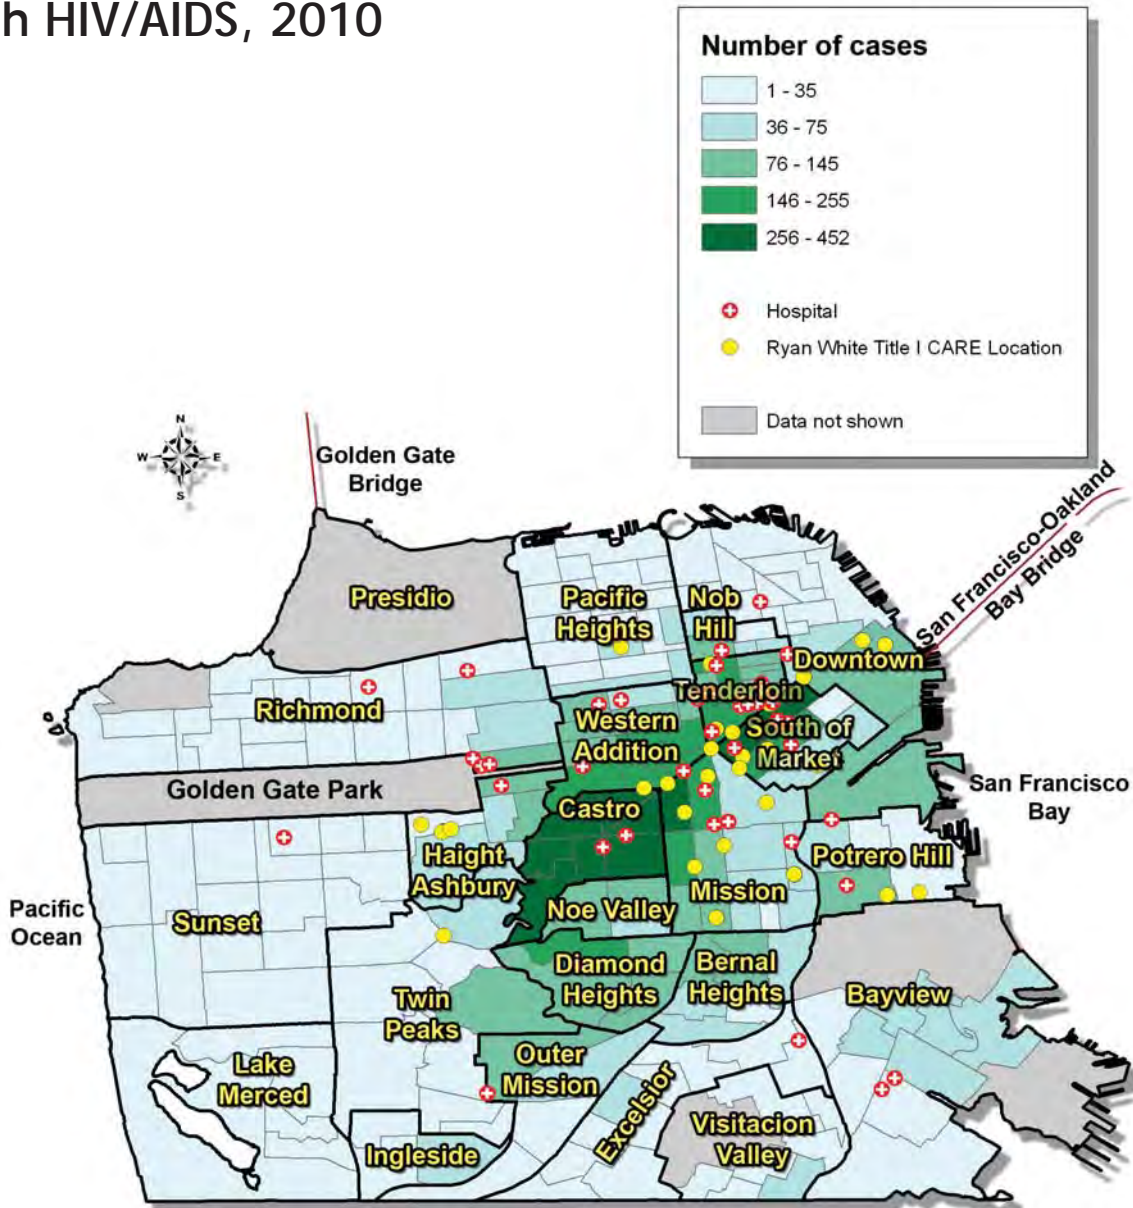 h HIV/AIDS, 2010
Number of cases
1 - 35
36 - 75
76 - 145
146 - 255
256 - 452
Hospital
Ryan White Title I CARE Location
Data not shown
N
W
E
S
Golden Gate
Bridge
San Francisco-Oakland
Bay Bridge
Presidio
Pacific
Heights
Nob
Hill
Downtown
Richmond
Tenderloin
Western
Addition
South of
Market
Golden Gate Park
San Francisco
Bay
Castro
Haight
Ashbury
Potrero Hill
Mission
Pacific
Ocean
Sunset
Noe Valley
Diamond
Heights
Bernal
Heights
Bayview
Twin
Peaks
Outer
Mission
Lake
Merced
Excelsior
Visitacion
Valley
Ingleside